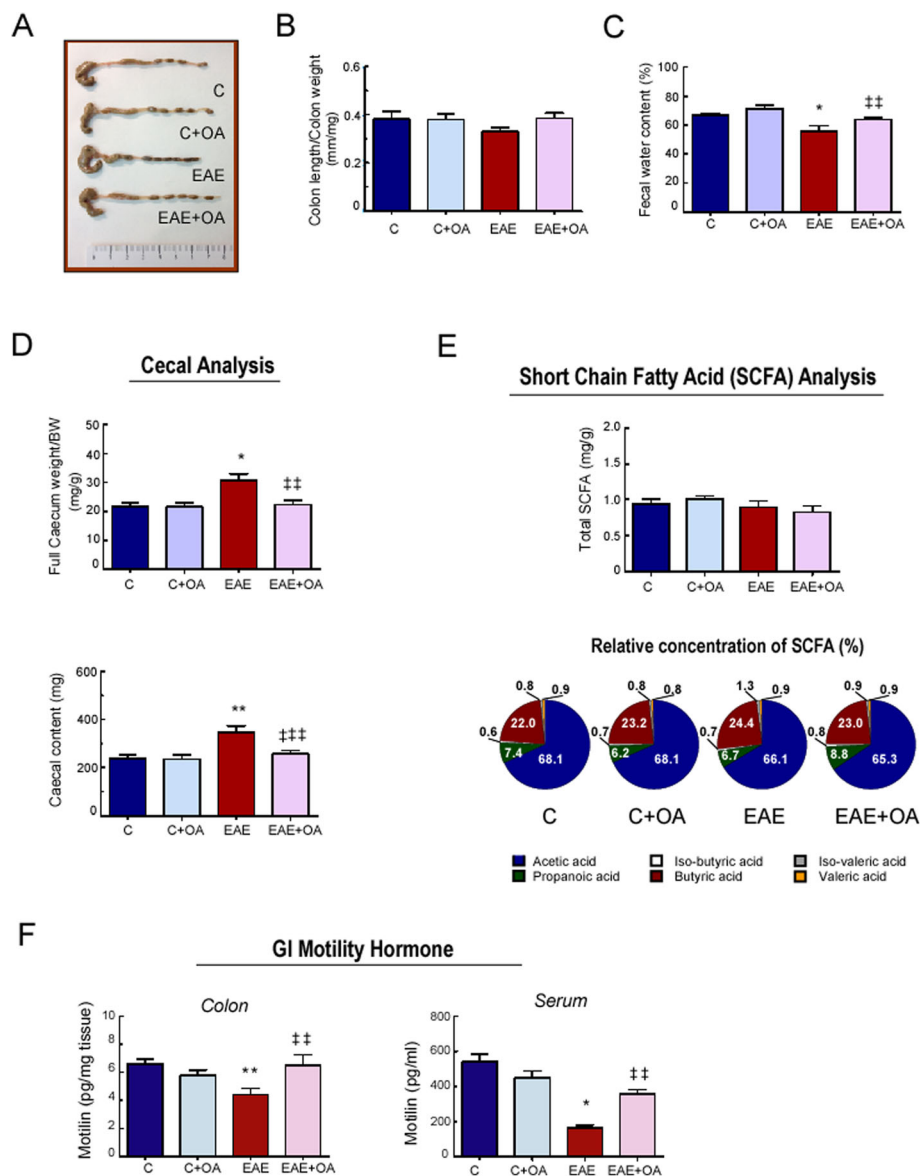 A
C
C+OA
EAE
EAE+OA
B
Colon length/Colon weight
(mm/mg)
0.6
0.4
0.2
0
C C+OA EAE EAE+OA
C
Fecal water content (%)
100
80
60
40
20
0
* ‡‡
C C+OA EAE EAE+OA
D
Cecal Analysis
Full Caecum weight/BW
(mg/g)
50
40
30
20
10
0
* ‡‡
C C+OA EAE EAE+OA
Caecal content (mg)
600
400
200
0
** ‡‡‡
C C+OA EAE EAE+OA
E
Short Chain Fatty Acid (SCFA) Analysis
Total SCFA (mg/g)
2.0
1.5
1.0
0.5
0
C C+OA EAE EAE+OA
Relative concentration of SCFA (%)
0.8 0.9 0.8 0.8 1.3 0.9 0.9 0.9
22.0 23.2 24.4 23.0
0.6 0.7 0.7 0.8
7.4 6.2 6.7 8.8
68.1 68.1 66.1 65.3
C C+OA EAE EAE+OA
Acetic acid Iso-butyric acid Iso-valeric acid
Propanoic acid Butyric acid Valeric acid
F
GI Motility Hormone
Colon
Motilin (pg/mg tissue)
10
8
6
4
2
0
** ‡‡
C C+OA EAE EAE+OA
Serum
Motilin (pg/ml)
800
600
400
200
0
* ‡‡
C C+OA EAE EAE+OA